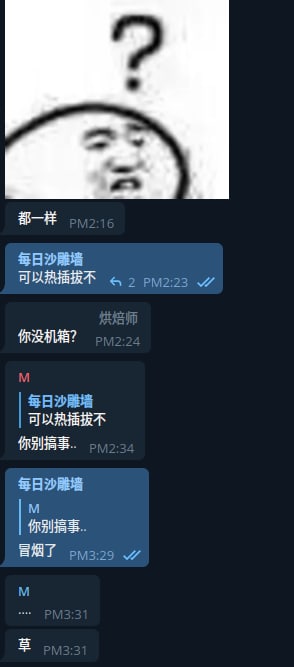 ?
都一样 PM2:16
每日沙雕墙
可以热插拔不 2 PM2:23
烘焙师
你没机箱? PM2:24
M
每日沙雕墙
可以热插拔不
你别搞事.. PM2:34
每日沙雕墙
M
你别搞事..
冒烟了 PM3:29
M
.... PM3:31
草 PM3:31